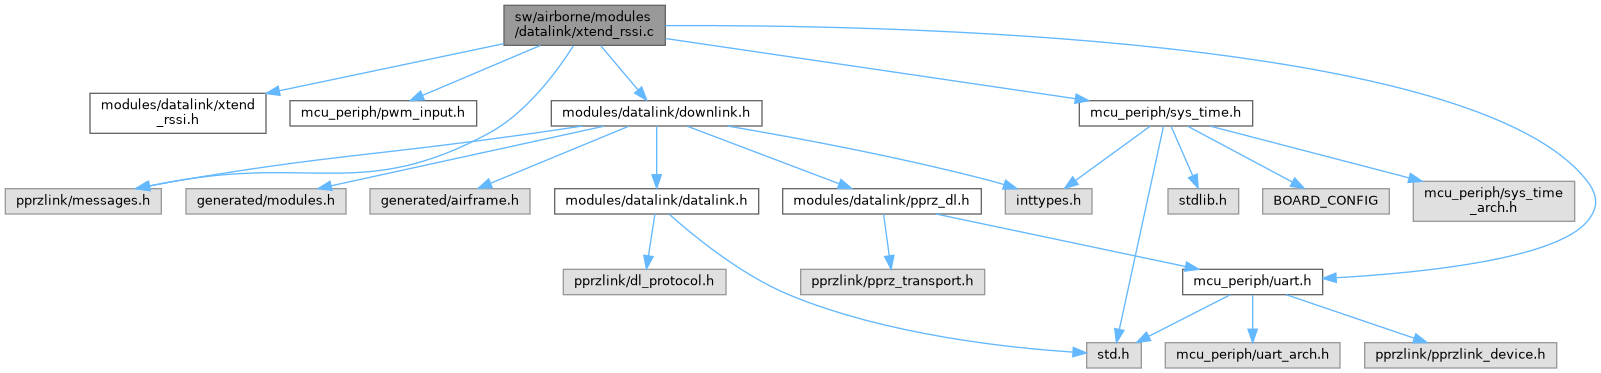 sw/airborne/modules
/datalink/xtend_rssi.c
modules/datalink/xtend
_rssi.h
mcu_periph/pwm_input.h
modules/datalink/downlink.h
mcu_periph/sys_time.h
pprzlink/messages.h
generated/modules.h
generated/airframe.h
modules/datalink/datalink.h
modules/datalink/pprz_dl.h
inttypes.h
stdlib.h
BOARD_CONFIG
mcu_periph/sys_time
_arch.h
pprzlink/dl_protocol.h
pprzlink/pprz_transport.h
mcu_periph/uart.h
std.h
mcu_periph/uart_arch.h
pprzlink/pprzlink_device.h